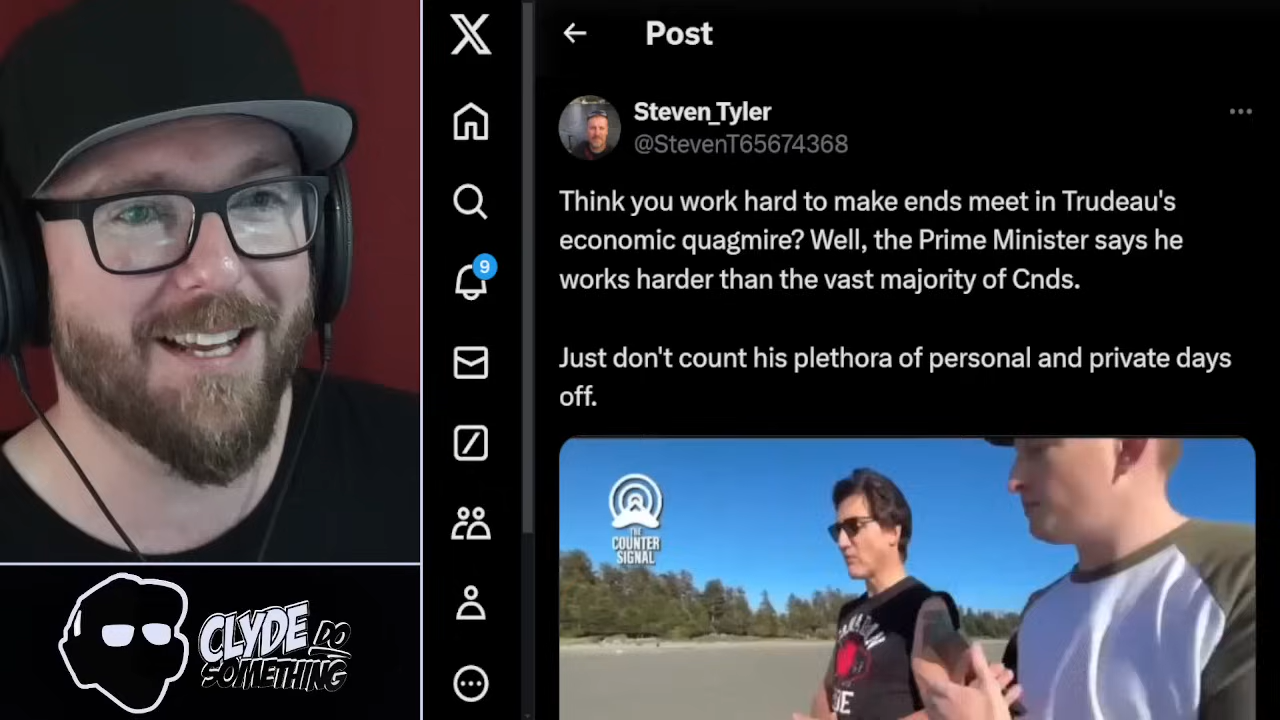 Post
Steven_Tyler
@StevenT65674368
Think you work hard to make ends meet in Trudeau's
economic quagmire? Well, the Prime Minister says he
works harder than the vast majority of Cnds.
Just don't count his plethora of personal and private days
off.
9
THE
COUNTER
SIGNAL
CLYDE DO
SOMETHING